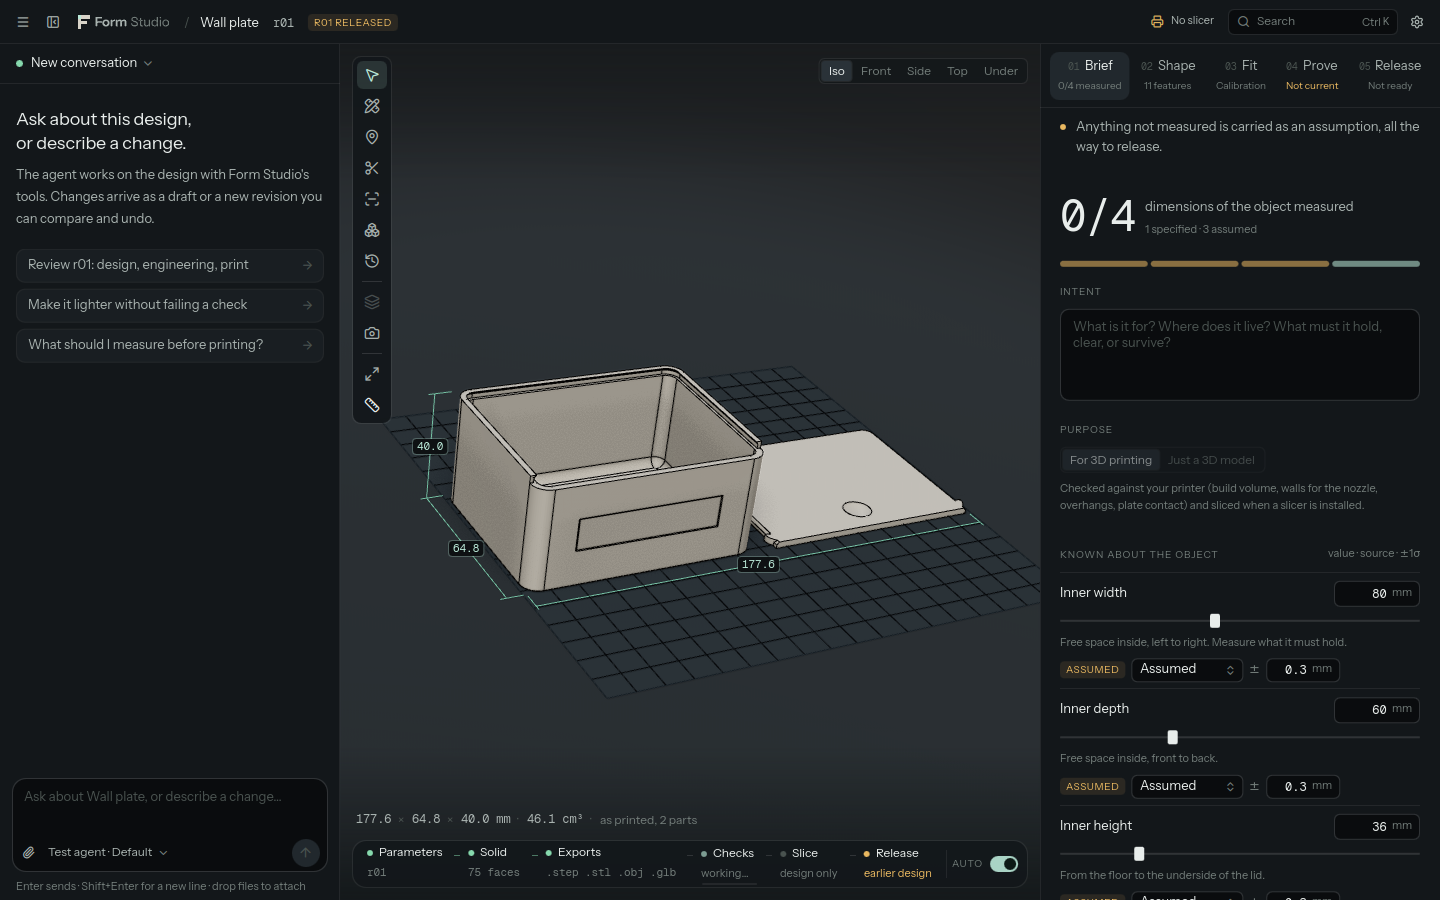 Form Studio / Wall plate r01 R01 RELEASED
No slicer
Search Ctrl K
New conversation
Ask about this design,
or describe a change.
The agent works on the design with Form Studio's
tools. Changes arrive as a draft or a new revision you
can compare and undo.
Review r01: design, engineering, print
Make it lighter without failing a check
What should I measure before printing?
Ask about Wall plate, or describe a change...
Test agent · Default
Enter sends · Shift+Enter for a new line · drop files to attach
Iso Front Side Top Under
40.0
64.8
177.6
177.6 × 64.8 × 40.0 mm · 46.1 cm³ · as printed, 2 parts
Parameters
r01
Solid
75 faces
Exports
.step .stl .obj .glb
Checks
working...
Slice
design only
Release
earlier design
AUTO
01 Brief
0/4 measured
02 Shape
11 features
03 Fit
Calibration
04 Prove
Not current
05 Release
Not ready
Anything not measured is carried as an assumption, all the
way to release.
0/4 dimensions of the object measured
1 specified · 3 assumed
INTENT
What is it for? Where does it live? What must it hold,
clear, or survive?
PURPOSE
For 3D printing Just a 3D model
Checked against your printer (build volume, walls for the nozzle,
overhangs, plate contact) and sliced when a slicer is installed.
KNOWN ABOUT THE OBJECT value · source · ±1σ
Inner width 80 mm
Free space inside, left to right. Measure what it must hold.
ASSUMED Assumed ± 0.3 mm
Inner depth 60 mm
Free space inside, front to back.
ASSUMED Assumed ± 0.3 mm
Inner height 36 mm
From the floor to the underside of the lid.
ASSUMED Assumed ± 0.3 mm